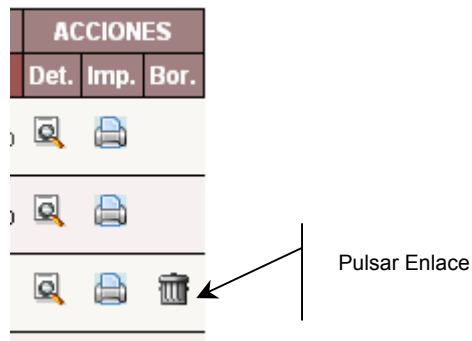 ACCIONES
Det. Imp. Bor.
Pulsar Enlace